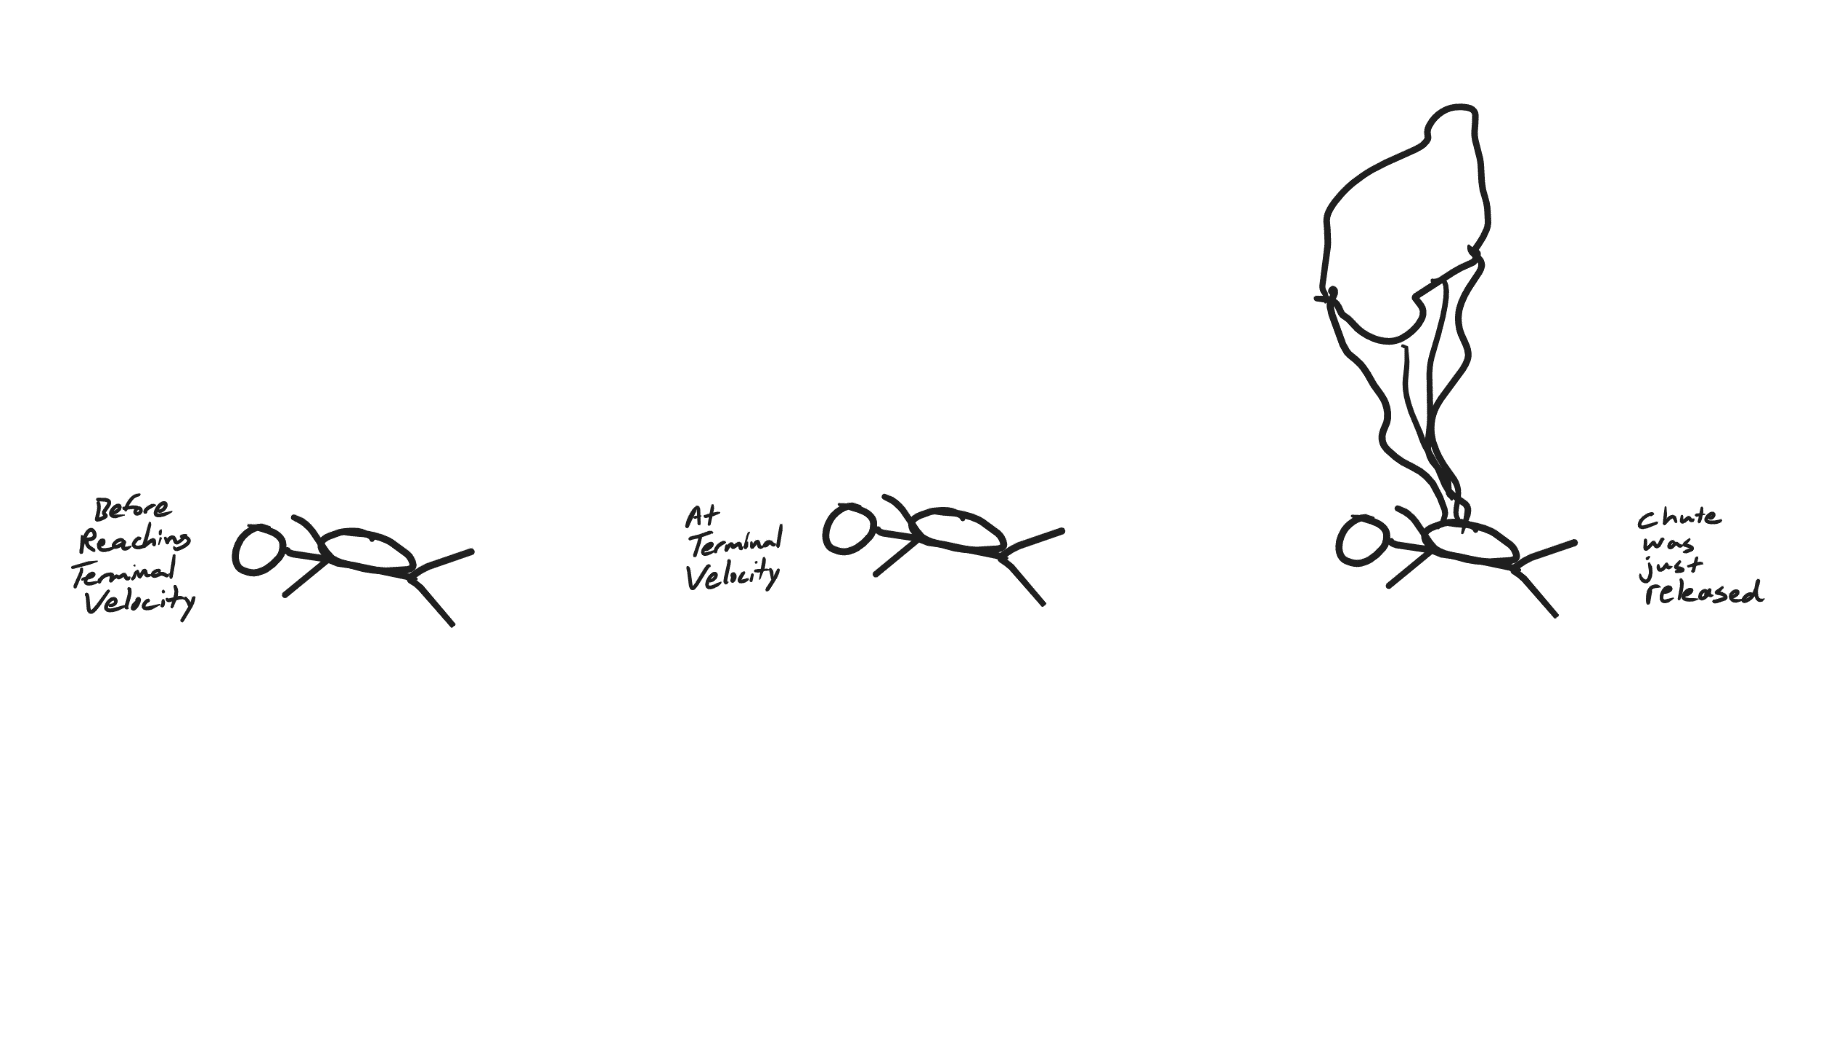 Before
Reaching
Terminal
Velocity
At
Terminal
Velocity
Chute
was
just
released